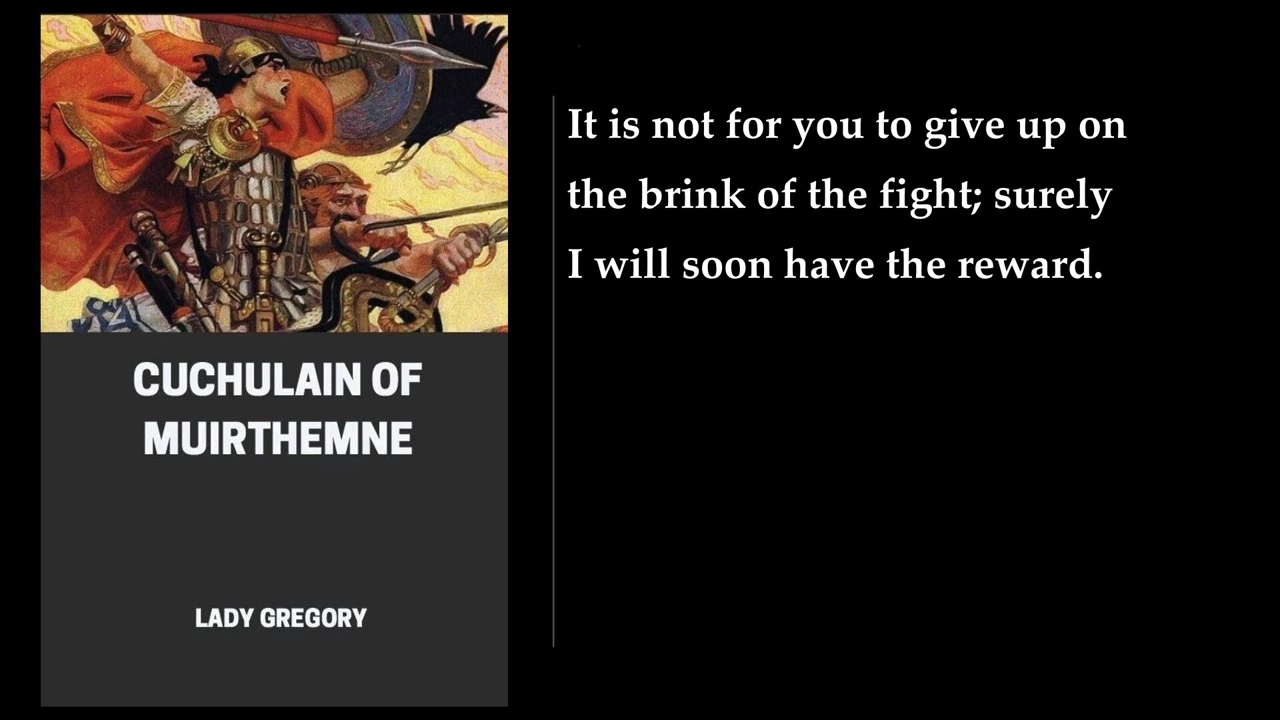 CUCHULAIN OF
MUIRTHEMNE
LADY GREGORY
It is not for you to give up on
the brink of the fight; surely
I will soon have the reward.